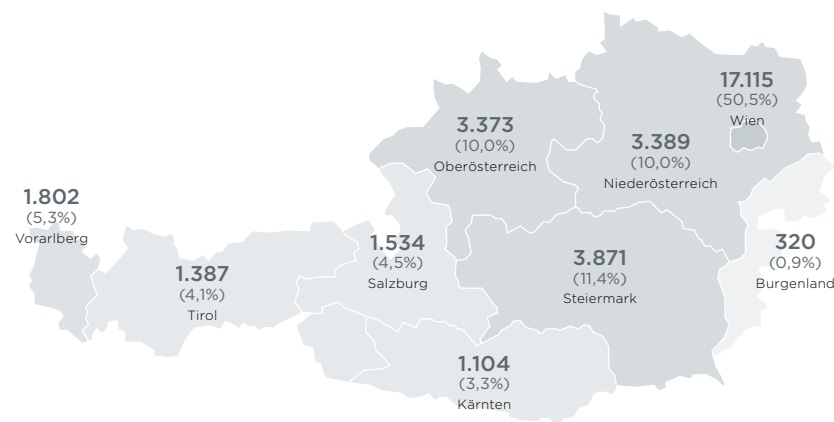 17.115
(50,5%)
Wien
3.373
(10,0%)
Oberösterreich
3.389
(10,0%)
Niederösterreich
1.802
(5,3%)
Vorarlberg
1.534
(4,5%)
Salzburg
320
(0,9%)
Burgenland
3.871
(11,4%)
Steiermark
1.387
(4,1%)
Tirol
1.104
(3,3%)
Kärnten